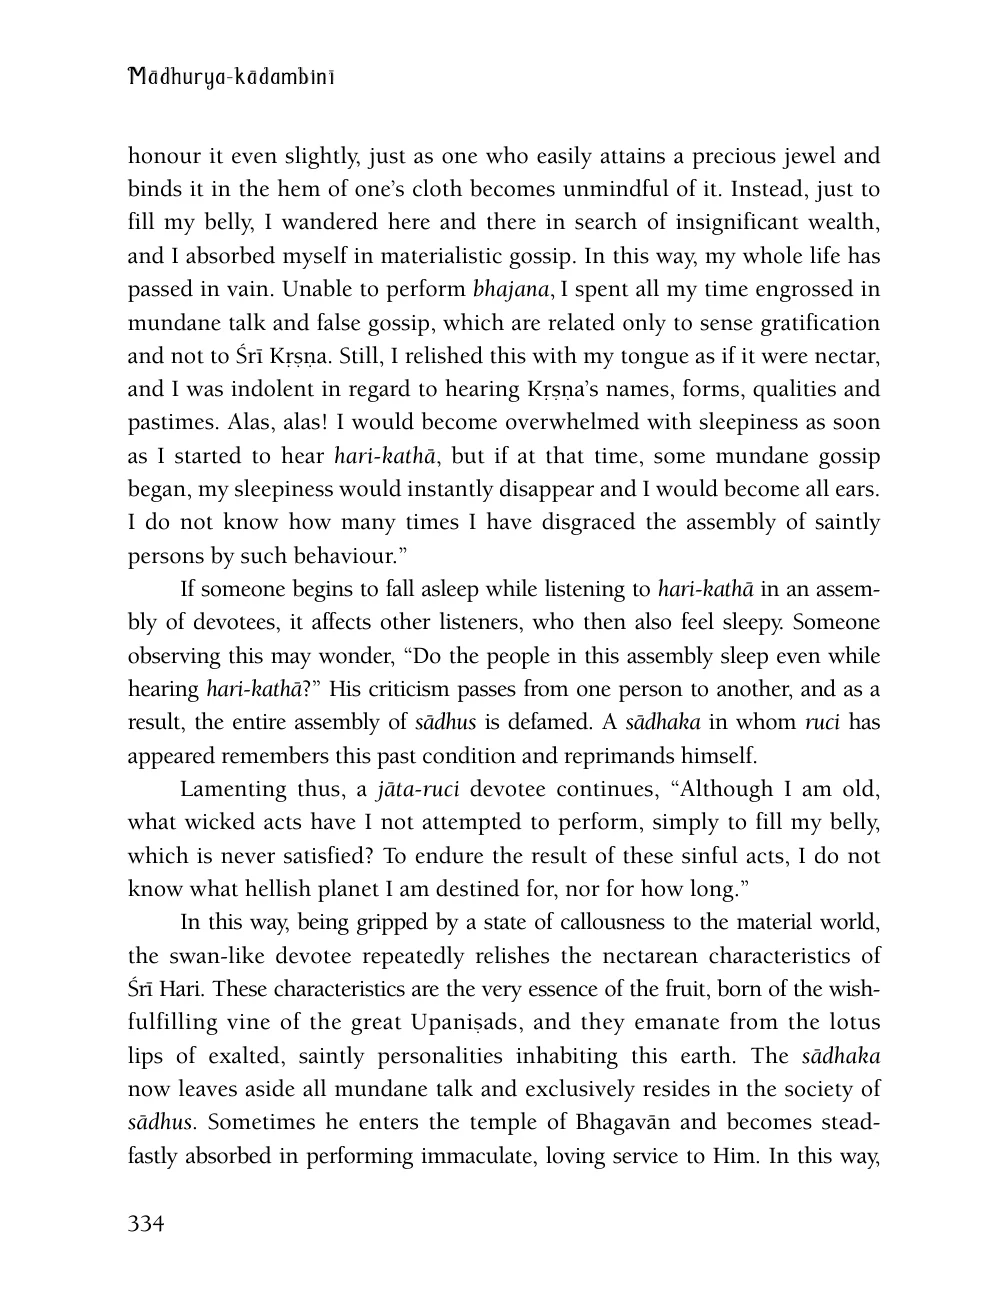 Mādhurya-kādambinī
honour it even slightly, just as one who easily attains a precious jewel and
binds it in the hem of one’s cloth becomes unmindful of it. Instead, just to
fill my belly, I wandered here and there in search of insignificant wealth,
and I absorbed myself in materialistic gossip. In this way, my whole life has
passed in vain. Unable to perform bhajana, I spent all my time engrossed in
mundane talk and false gossip, which are related only to sense gratification
and not to Śrī Kṛṣṇa. Still, I relished this with my tongue as if it were nectar,
and I was indolent in regard to hearing Kṛṣṇa’s names, forms, qualities and
pastimes. Alas, alas! I would become overwhelmed with sleepiness as soon
as I started to hear hari-kathā, but if at that time, some mundane gossip
began, my sleepiness would instantly disappear and I would become all ears.
I do not know how many times I have disgraced the assembly of saintly
persons by such behaviour.”
If someone begins to fall asleep while listening to hari-kathā in an assem-
bly of devotees, it affects other listeners, who then also feel sleepy. Someone
observing this may wonder, “Do the people in this assembly sleep even while
hearing hari-kathā?” His criticism passes from one person to another, and as a
result, the entire assembly of sādhus is defamed. A sādhaka in whom ruci has
appeared remembers this past condition and reprimands himself.
Lamenting thus, a jāta-ruci devotee continues, “Although I am old,
what wicked acts have I not attempted to perform, simply to fill my belly,
which is never satisfied? To endure the result of these sinful acts, I do not
know what hellish planet I am destined for, nor for how long.”
In this way, being gripped by a state of callousness to the material world,
the swan-like devotee repeatedly relishes the nectarean characteristics of
Śrī Hari. These characteristics are the very essence of the fruit, born of the wish-
fulfilling vine of the great Upaniṣads, and they emanate from the lotus
lips of exalted, saintly personalities inhabiting this earth. The sādhaka
now leaves aside all mundane talk and exclusively resides in the society of
sādhus. Sometimes he enters the temple of Bhagavān and becomes stead-
fastly absorbed in performing immaculate, loving service to Him. In this way,
334